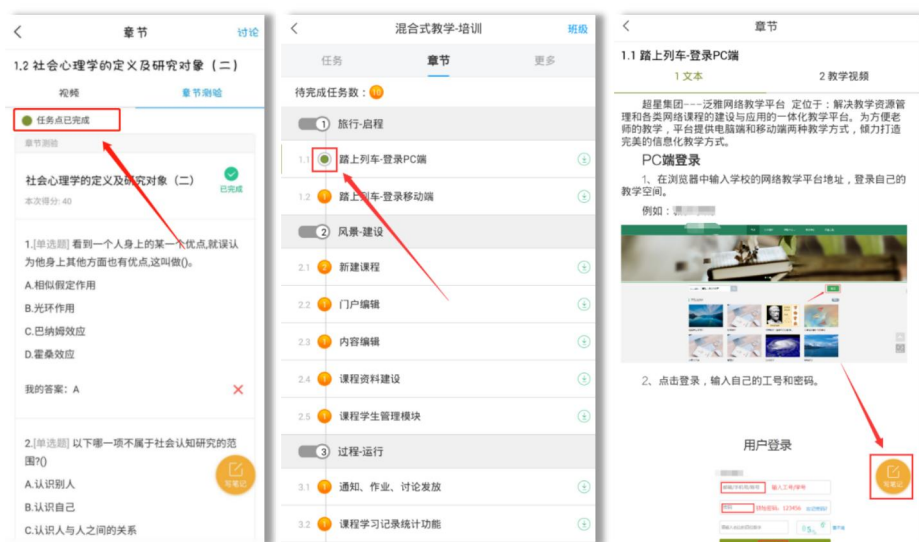 章节
讨论
1.2 社会心理学的定义及研究对象（二）
视频
章节测验
任务点已完成
章节测验
社会心理学的定义及研究对象（二）
已完成
本次得分: 40
1.[单选题] 看到一个人身上的某一个优点,就误认
为他身上其他方面也有优点,这叫做()。
A.相似假定作用
B.光环作用
C.巴纳姆效应
D.霍桑效应
我的答案：A
2.[单选题] 以下哪一项不属于社会认知研究的范
围?()
A.认识别人
B.认识自己
C.认识人与人之间的关系
写笔记
混合式教学-培训
班级
任务
章节
更多
待完成任务数：
1 旅行-启程
1.1 踏上列车-登录PC端
1.2 1 踏上列车-登录移动端
2 风景-建设
2.1 2 新建课程
2.2 1 门户编辑
2.3 1 内容编辑
2.4 1 课程资料建设
2.5 1 课程学生管理模块
3 过程-运行
3.1 1 通知、作业、讨论发放
3.2 1 课程学习记录统计功能
章节
1.1 踏上列车-登录PC端
1 文本
2 教学视频
超星集团---泛雅网络教学平台 定位于：解决教学资源管
理和各类网络课程的建设与应用的一体化教学平台。为方便老
师的教学，平台提供电脑端和移动端两种教学方式，倾力打造
完美的信息化教学方式。
PC端登录
1、在浏览器中输入学校的网络教学平台地址，登录自己的
教学空间。
例如：
2、点击登录，输入自己的工号和密码。
用户登录
输入工号/学号
写笔记